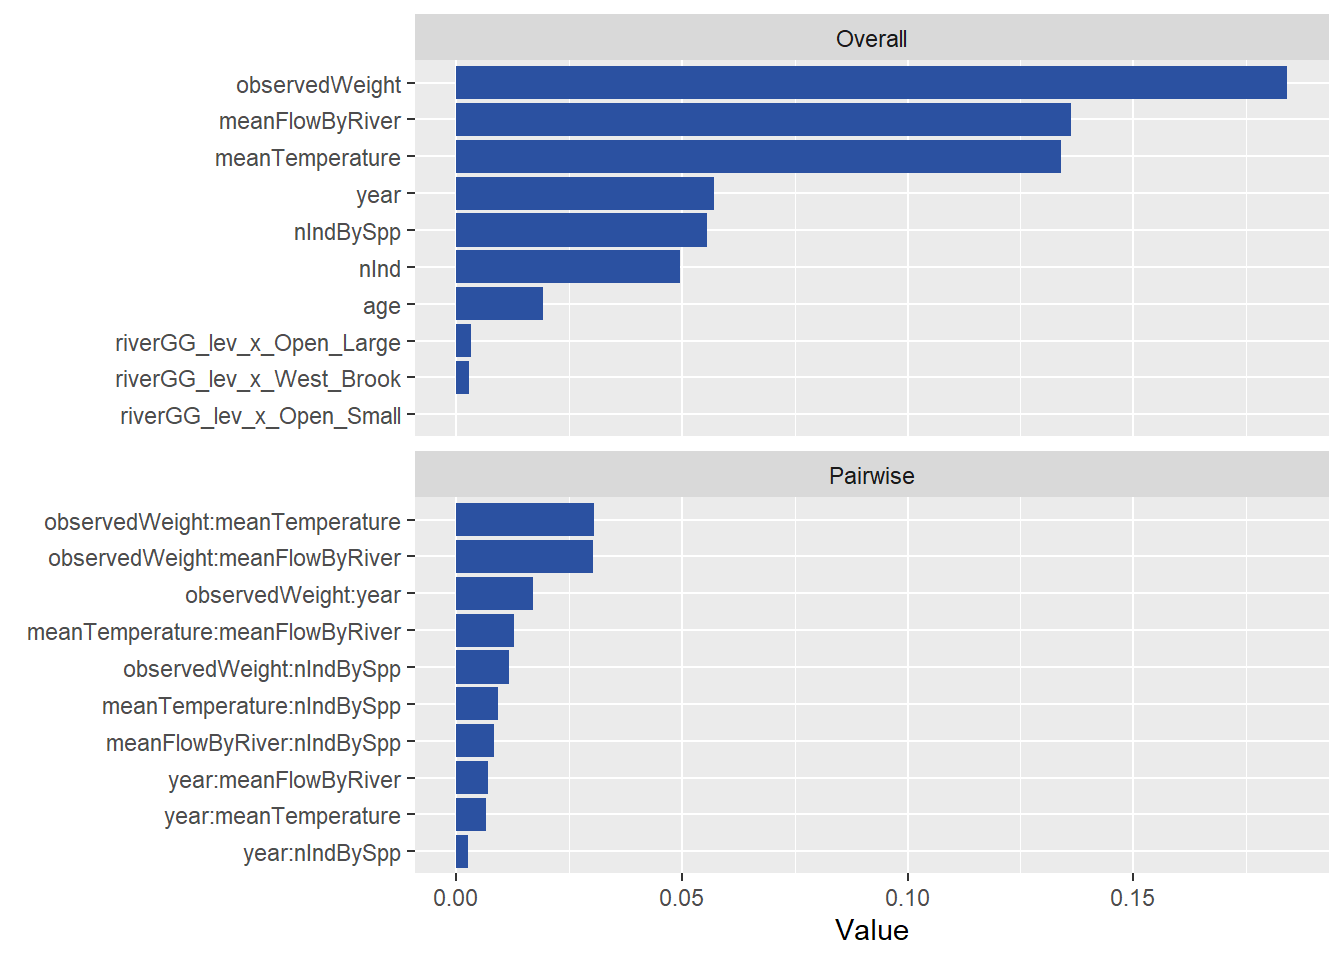 Overall
observedWeight
meanFlowByRiver
meanTemperature
year
nIndBySpp
nInd
age
riverGG_lev_x_Open_Large
riverGG_lev_x_West_Brook
riverGG_lev_x_Open_Small
Pairwise
observedWeight:meanTemperature
observedWeight:meanFlowByRiver
observedWeight:year
meanTemperature:meanFlowByRiver
observedWeight:nIndBySpp
meanTemperature:nIndBySpp
meanFlowByRiver:nIndBySpp
year:meanFlowByRiver
year:meanTemperature
year:nIndBySpp
0.00 0.05 0.10 0.15
Value